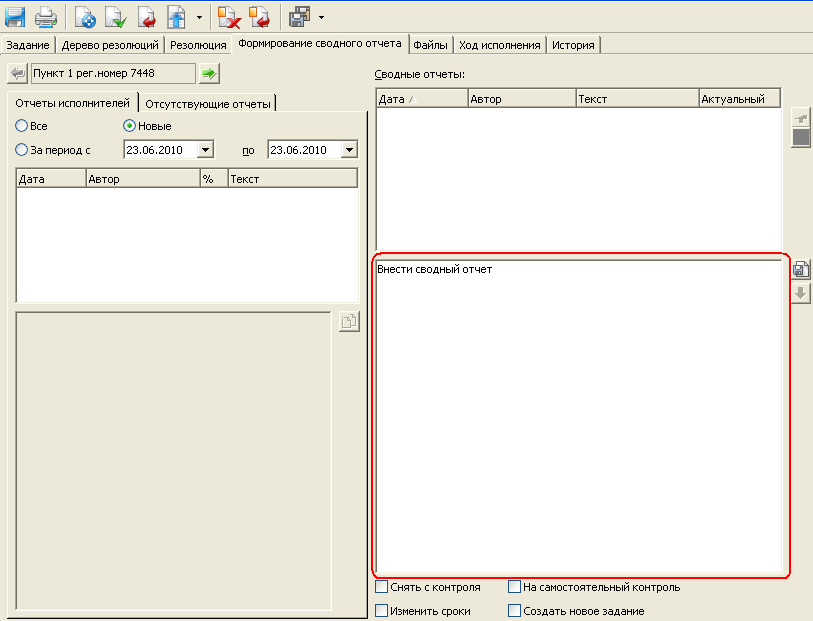 Задание Дерево резолюций Резолюция Формирование сводного отчета Файлы Ход исполнения История
Пункт 1 рег.номер 7448
Отчеты исполнителей Отсутствующие отчеты
Все Новые
За период с 23.06.2010 по 23.06.2010
Дата Автор % Текст
Сводные отчеты:
Дата Автор Текст Актуальный
Внести сводный отчет
Снять с контроля На самостоятельный контроль
Изменить сроки Создать новое задание